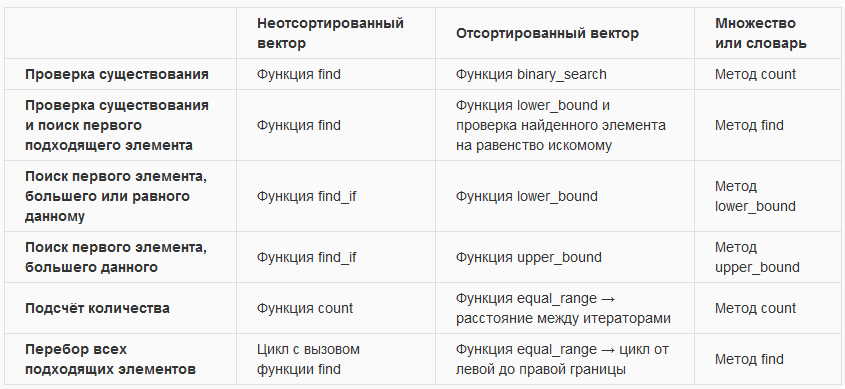 Неотсортированный вектор
Отсортированный вектор
Множество или словарь
Проверка существования
Функция find
Функция binary_search
Метод count
Проверка существования
и поиск первого
подходящего элемента
Функция find
Функция lower_bound и
проверка найденного элемента
на равенство искомому
Метод find
Поиск первого элемента,
большего или равного
данному
Функция find_if
Функция lower_bound
Метод
lower_bound
Поиск первого элемента,
большего данного
Функция find_if
Функция upper_bound
Метод
upper_bound
Подсчёт количества
Функция count
Функция equal_range →
расстояние между итераторами
Метод count
Перебор всех
подходящих элементов
Цикл с вызовом
функции find
Функция equal_range → цикл от
левой до правой границы
Метод find